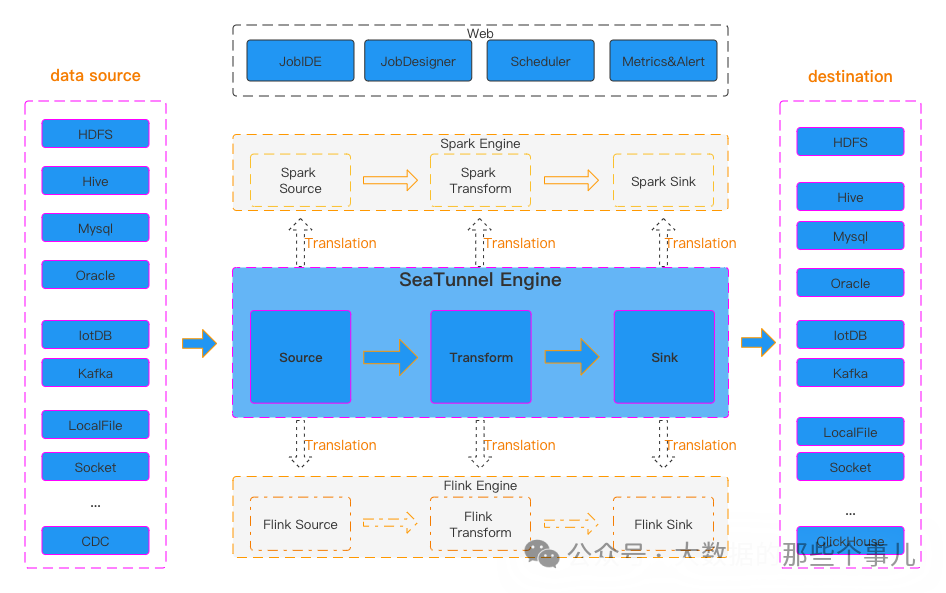 Web
JobIDE
JobDesigner
Scheduler
Metrics&Alert
data source
HDFS
Hive
Mysql
Oracle
IotDB
Kafka
LocalFile
Socket
...
CDC
Spark Engine
Spark
Source
Spark
Transform
Spark Sink
Translation
Translation
Translation
SeaTunnel Engine
Source
Transform
Sink
Translation
Translation
Translation
Flink Engine
Flink Source
Flink
Transform
Flink Sink
destination
HDFS
Hive
Mysql
Oracle
IotDB
Kafka
LocalFile
Socket
...
ClickHouse
公众号 · 大数据的那些个事儿